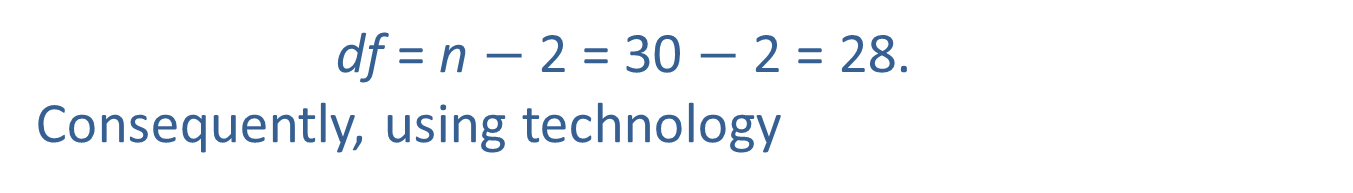 df = n − 2 = 30 − 2 = 28.
Consequently, using technology